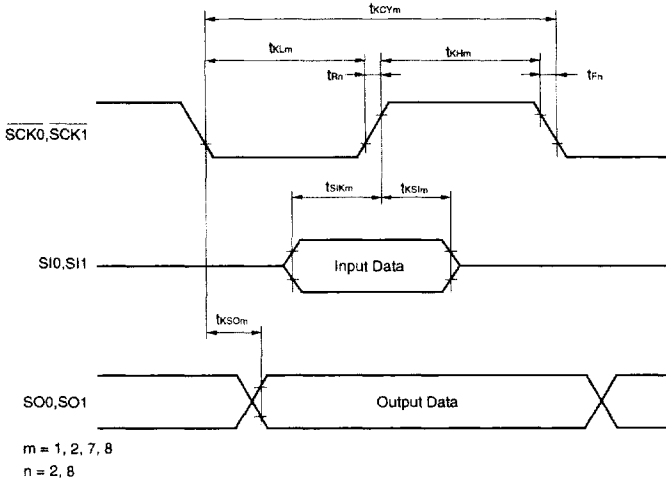 tKCYm
tKLm
tKHm
tRn
tFn
SCK0,SCK1
tSIKm
tKSIm
SI0,SI1
Input Data
tKSOm
SO0,SO1
Output Data
m = 1, 2, 7, 8
n = 2, 8